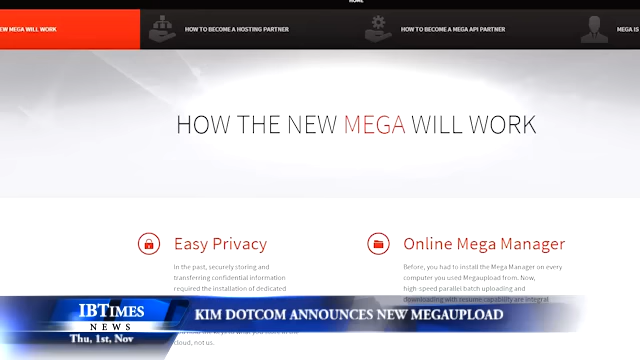 HOME
EW MEGA WILL WORK
HOW TO BECOME A HOSTING PARTNER
HOW TO BECOME A MEGA API PARTNER
MEGA IS
HOW THE NEW MEGA WILL WORK
Easy Privacy
In the past, securely storing and
transferring confidential information
required the installation of dedicated
Online Mega Manager
Before, you had to install the Mega Manager on every
computer you used Megaupload from. Now,
high-speed parallel batch uploading and
downloading with resume capability are integral
IBTIMES
NEWS
Thu, 1st, Nov
KIM DOTCOM ANNOUNCES NEW MEGAUPLOAD
cloud, not us.